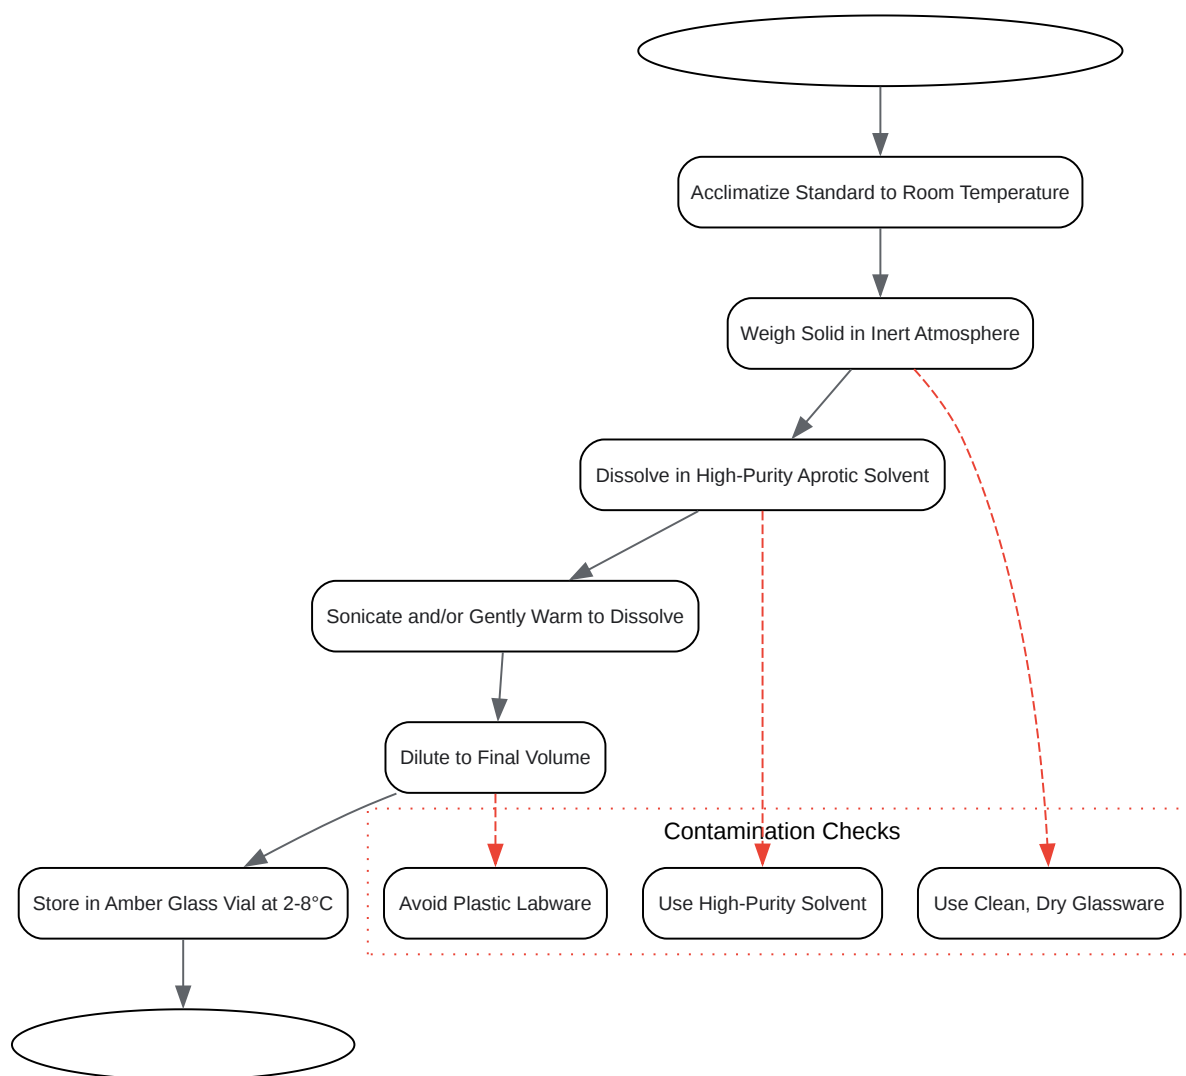 Acclimatize Standard to Room Temperature
Weigh Solid in Inert Atmosphere
Dissolve in High-Purity Aprotic Solvent
Sonicate and/or Gently Warm to Dissolve
Dilute to Final Volume
Contamination Checks
Store in Amber Glass Vial at 2-8°C
Avoid Plastic Labware
Use High-Purity Solvent
Use Clean, Dry Glassware